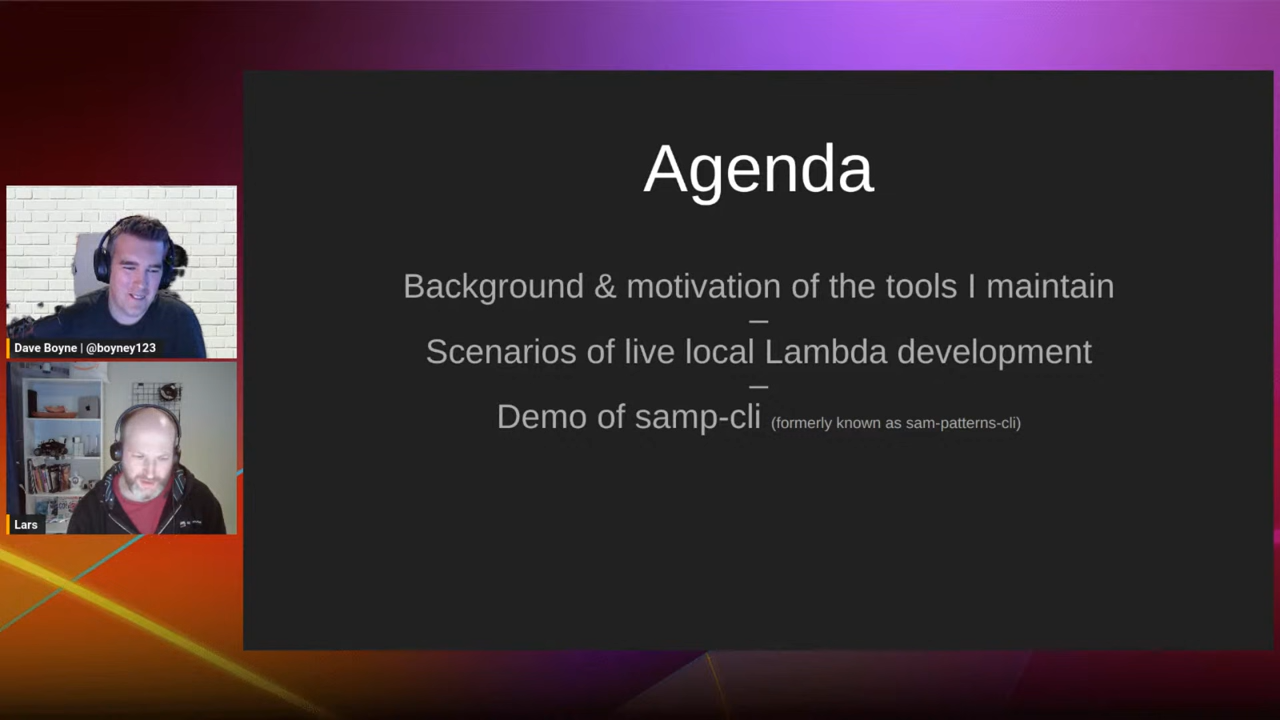 Agenda
Background & motivation of the tools I maintain
–
Scenarios of live local Lambda development
–
Demo of samp-cli (formerly known as sam-patterns-cli)
Dave Boyne | @boyney123
Lars